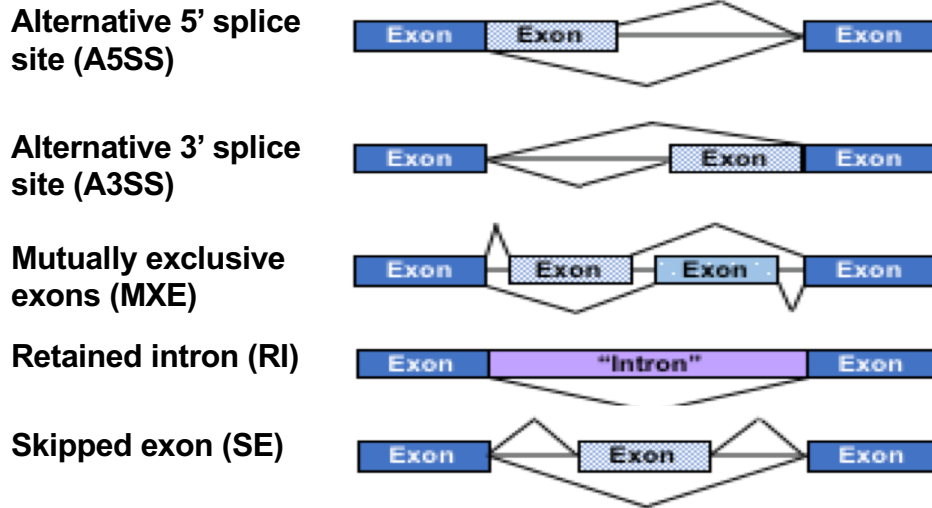 Alternative 5’ splice
site (A5SS)
Exon Exon Exon
Alternative 3’ splice
site (A3SS)
Exon Exon Exon
Mutually exclusive
exons (MXE)
Exon Exon Exon Exon
Retained intron (RI)
Exon “Intron” Exon
Skipped exon (SE)
Exon Exon Exon